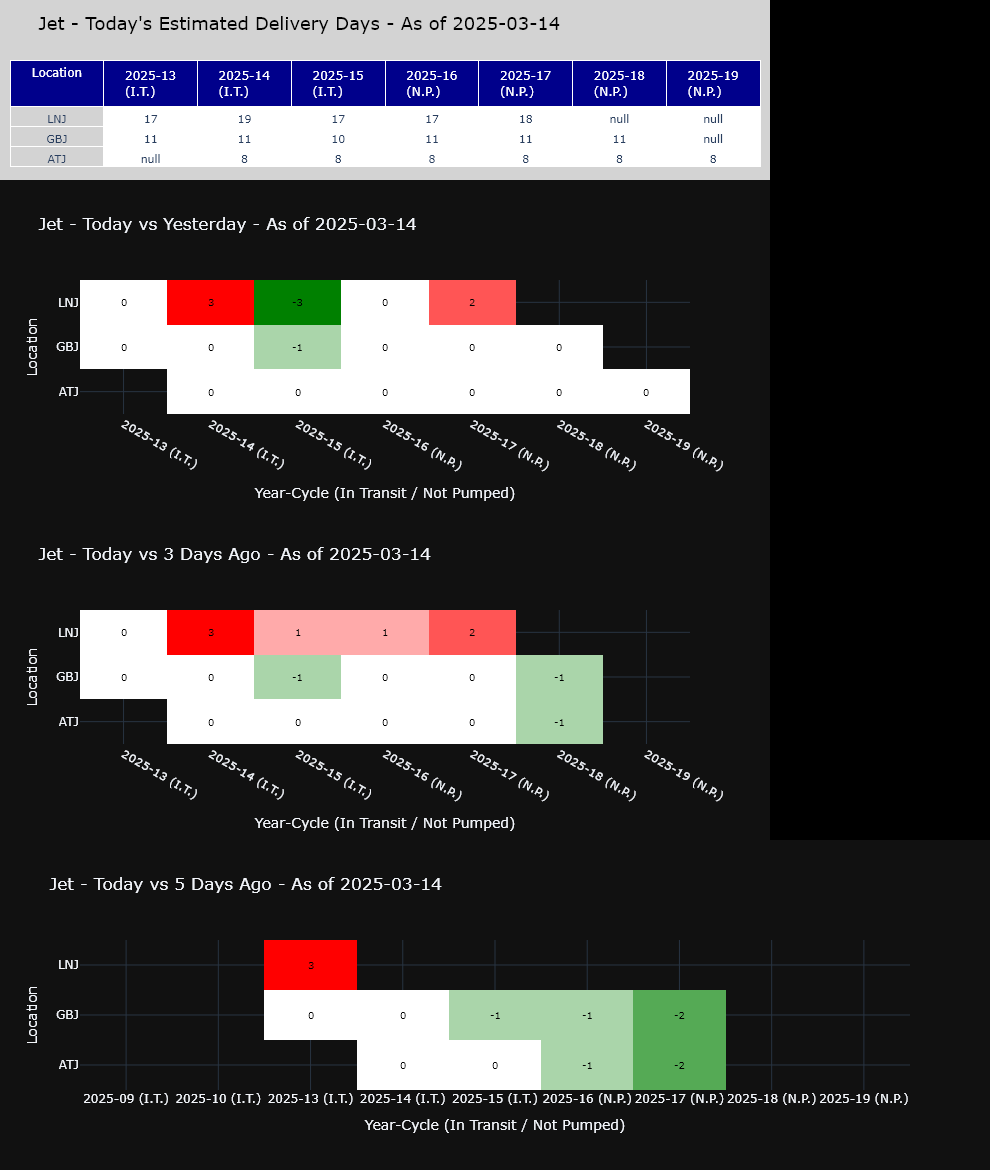 Jet - Today's Estimated Delivery Days - As of 2025-03-14
Location 2025-13 (I.T.) 2025-14 (I.T.) 2025-15 (I.T.) 2025-16 (N.P.) 2025-17 (N.P.) 2025-18 (N.P.) 2025-19 (N.P.)
LNJ 17 19 17 17 18 null null
GBJ 11 11 10 11 11 11 null
ATJ null 8 8 8 8 8 8
Jet - Today vs Yesterday - As of 2025-03-14
Location
LNJ 0 3 -3 0 2
GBJ 0 0 -1 0 0 0
ATJ 0 0 0 0 0 0
2025-13 (I.T.) 2025-14 (I.T.) 2025-15 (I.T.) 2025-16 (N.P.) 2025-17 (N.P.) 2025-18 (N.P.) 2025-19 (N.P.)
Year-Cycle (In Transit / Not Pumped)
Jet - Today vs 3 Days Ago - As of 2025-03-14
Location
LNJ 0 3 1 1 2
GBJ 0 0 -1 0 0 -1
ATJ 0 0 0 0 -1
2025-13 (I.T.) 2025-14 (I.T.) 2025-15 (I.T.) 2025-16 (N.P.) 2025-17 (N.P.) 2025-18 (N.P.) 2025-19 (N.P.)
Year-Cycle (In Transit / Not Pumped)
Jet - Today vs 5 Days Ago - As of 2025-03-14
Location
LNJ 3
GBJ 0 0 -1 -1 -2
ATJ 0 0 -1 -2
2025-09 (I.T.) 2025-10 (I.T.) 2025-13 (I.T.) 2025-14 (I.T.) 2025-15 (I.T.) 2025-16 (N.P.) 2025-17 (N.P.) 2025-18 (N.P.) 2025-19 (N.P.)
Year-Cycle (In Transit / Not Pumped)